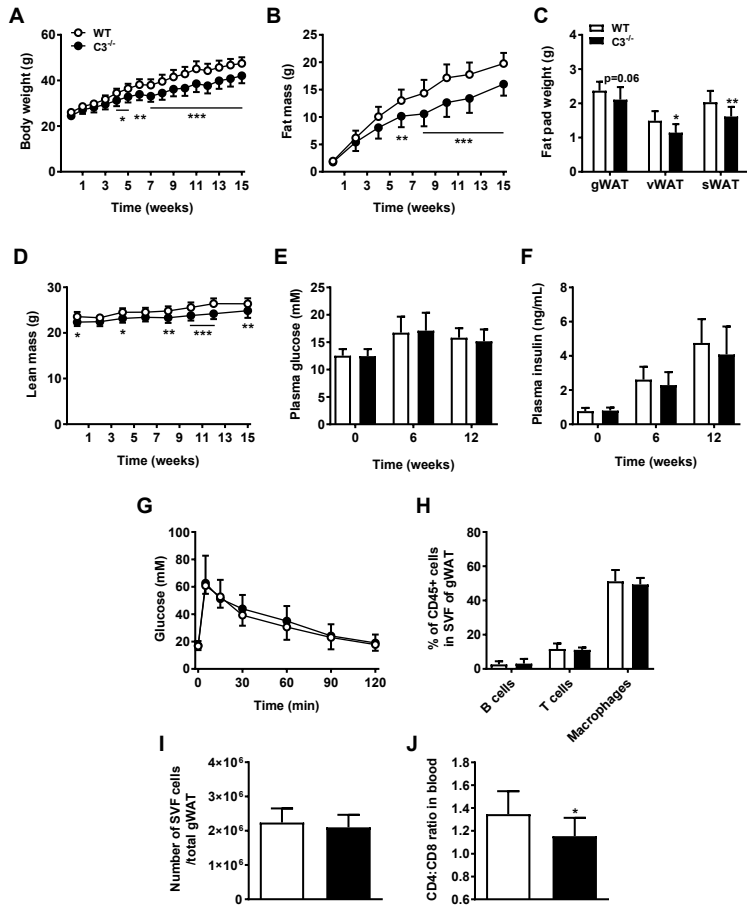 A
WT
C3-/-
Body weight (g)
60
40
20
0
* ** ***
1 3 5 7 9 11 13 15
Time (weeks)
B
Fat mass (g)
25
20
15
10
5
0
** ***
1 3 5 7 9 11 13 15
Time (weeks)
C
WT
C3-/-
Fat pad weight (g)
4
3
2
1
0
p=0.06
* **
gWAT vWAT sWAT
D
Lean mass (g)
30
20
10
0
* * ** *** **
1 3 5 7 9 11 13 15
Time (weeks)
E
Plasma glucose (mM)
25
20
15
10
5
0
0 6 12
Time (weeks)
F
Plasma insulin (ng/mL)
8
6
4
2
0
0 6 12
Time (weeks)
G
Glucose (mM)
100
80
60
40
20
0
0 30 60 90 120
Time (min)
H
% of CD45+ cells
in SVF of gWAT
80
60
40
20
0
B cells
T cells
Macrophages
I
Number of SVF cells
/total gWAT
4×10⁶
3×10⁶
2×10⁶
1×10⁶
0
J
CD4:CD8 ratio in blood
1.8
1.6
1.4
1.2
1.0
0.8
*